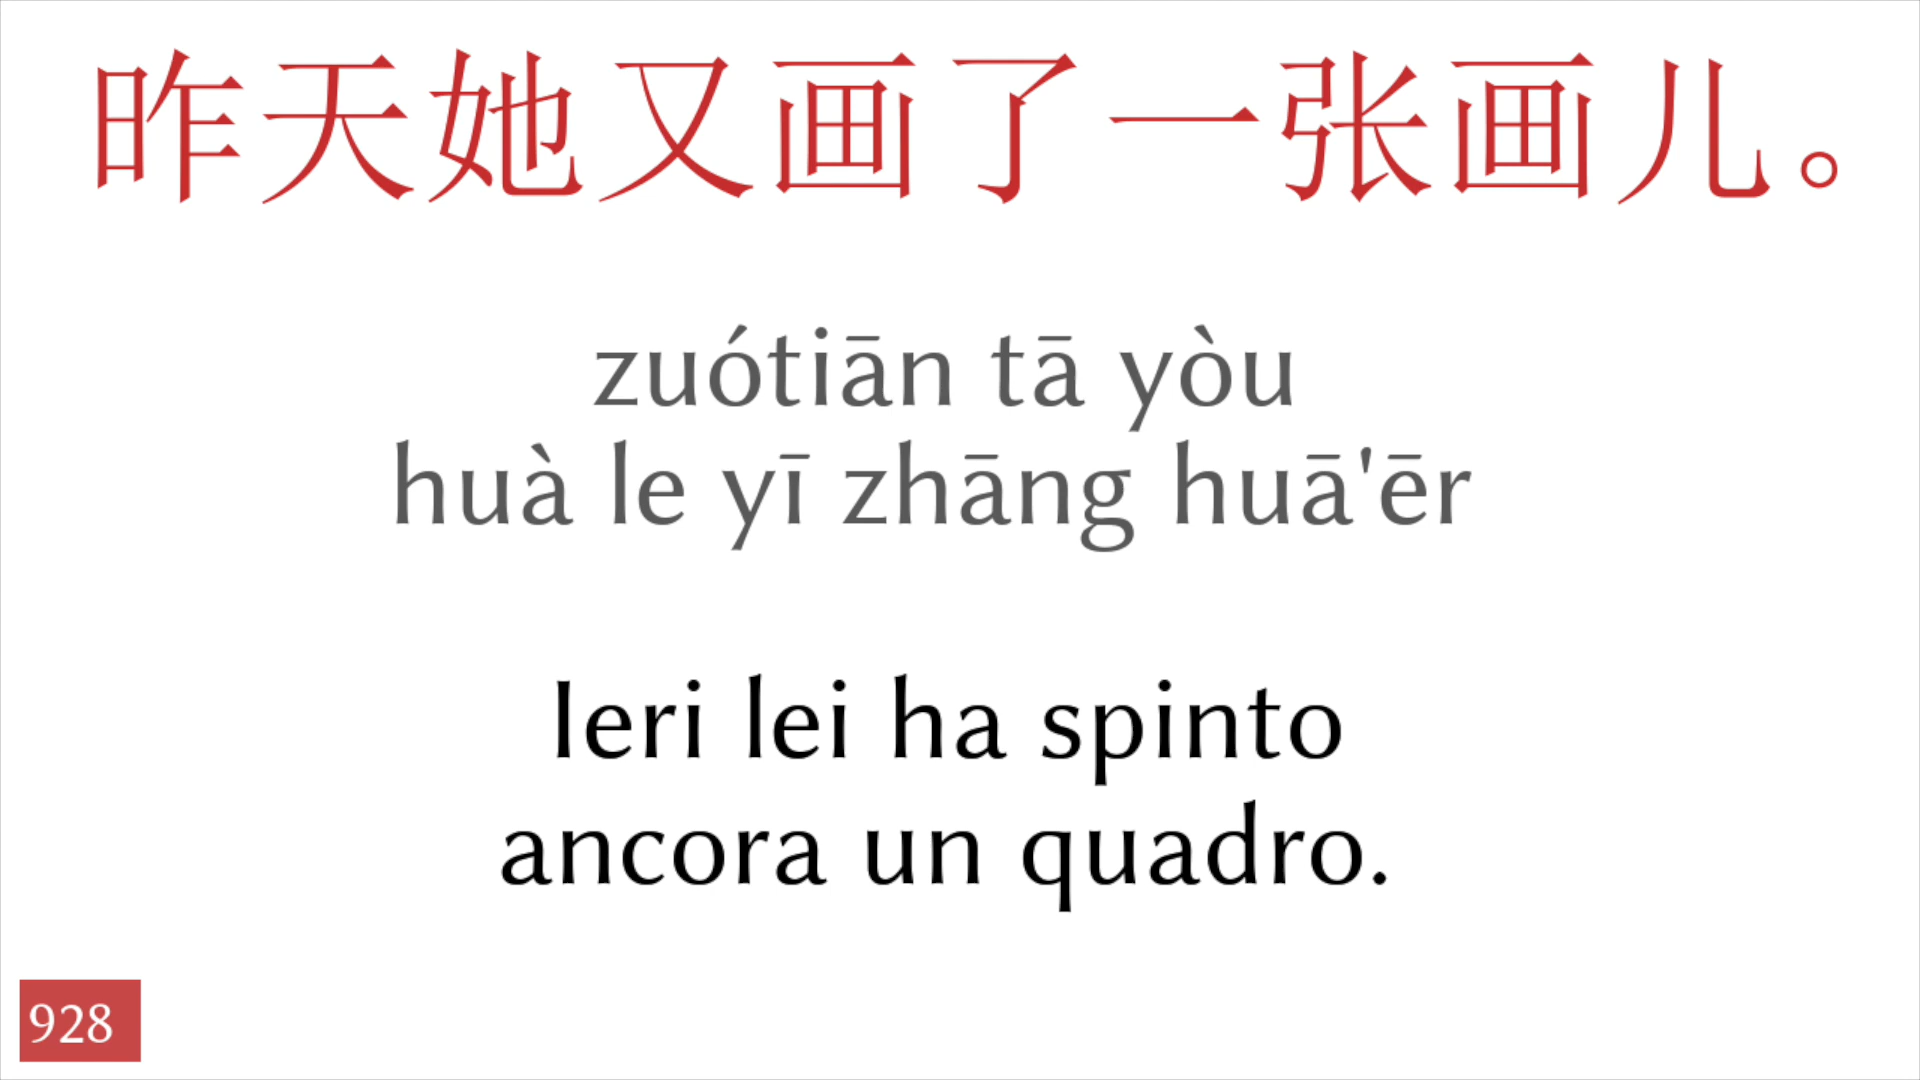 昨天她又画了一张画儿。
zuótiān tā yòu
huà le yī zhāng huā'ēr
Ieri lei ha spinto
ancora un quadro.
928